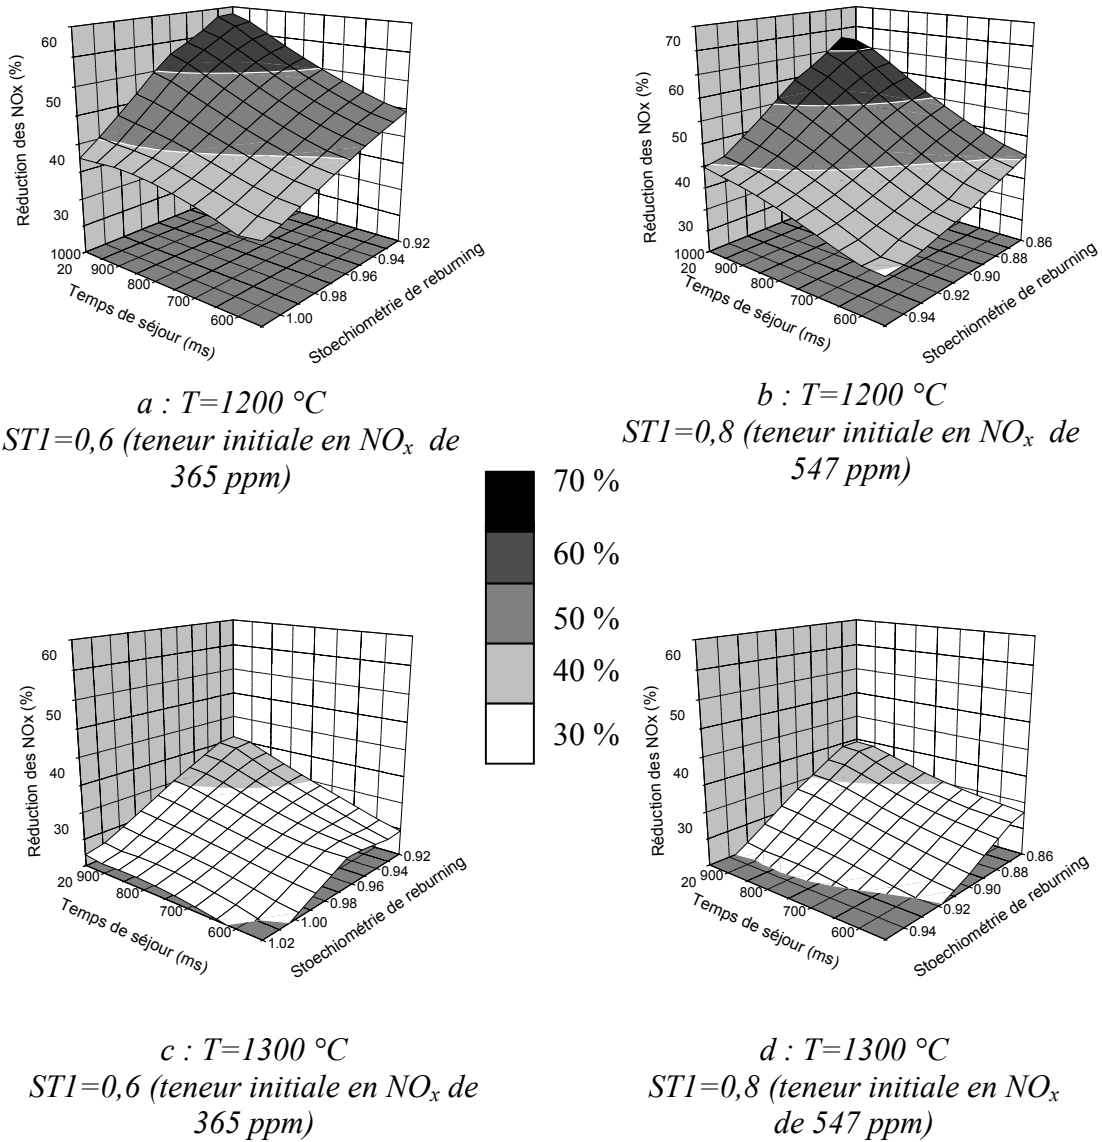 60
50
40
30
Réduction des NOx (%)
1000
20
900
800
700
600
Temps de séjour (ms)
0.92
0.94
0.96
0.98
1.00
Stoechiométrie de reburning
a : T=1200 °C
ST1=0,6 (teneur initiale en NOx de
365 ppm)
70
60
50
40
30
Réduction des NOx (%)
1000
20
900
800
700
600
Temps de séjour (ms)
0.86
0.88
0.90
0.92
0.94
Stoechiométrie de reburning
b : T=1200 °C
ST1=0,8 (teneur initiale en NOx de
547 ppm)
70 %
60 %
50 %
40 %
30 %
60
50
40
30
Réduction des NOx (%)
20
900
800
700
600
Temps de séjour (ms)
0.92
0.94
0.96
0.98
1.00
1.02
Stoechiométrie de reburning
c : T=1300 °C
ST1=0,6 (teneur initiale en NOx de
365 ppm)
60
50
40
30
Réduction des NOx (%)
20
900
800
700
600
Temps de séjour (ms)
0.86
0.88
0.90
0.92
0.94
Stoechiométrie de reburning
d : T=1300 °C
ST1=0,8 (teneur initiale en NOx
de 547 ppm)